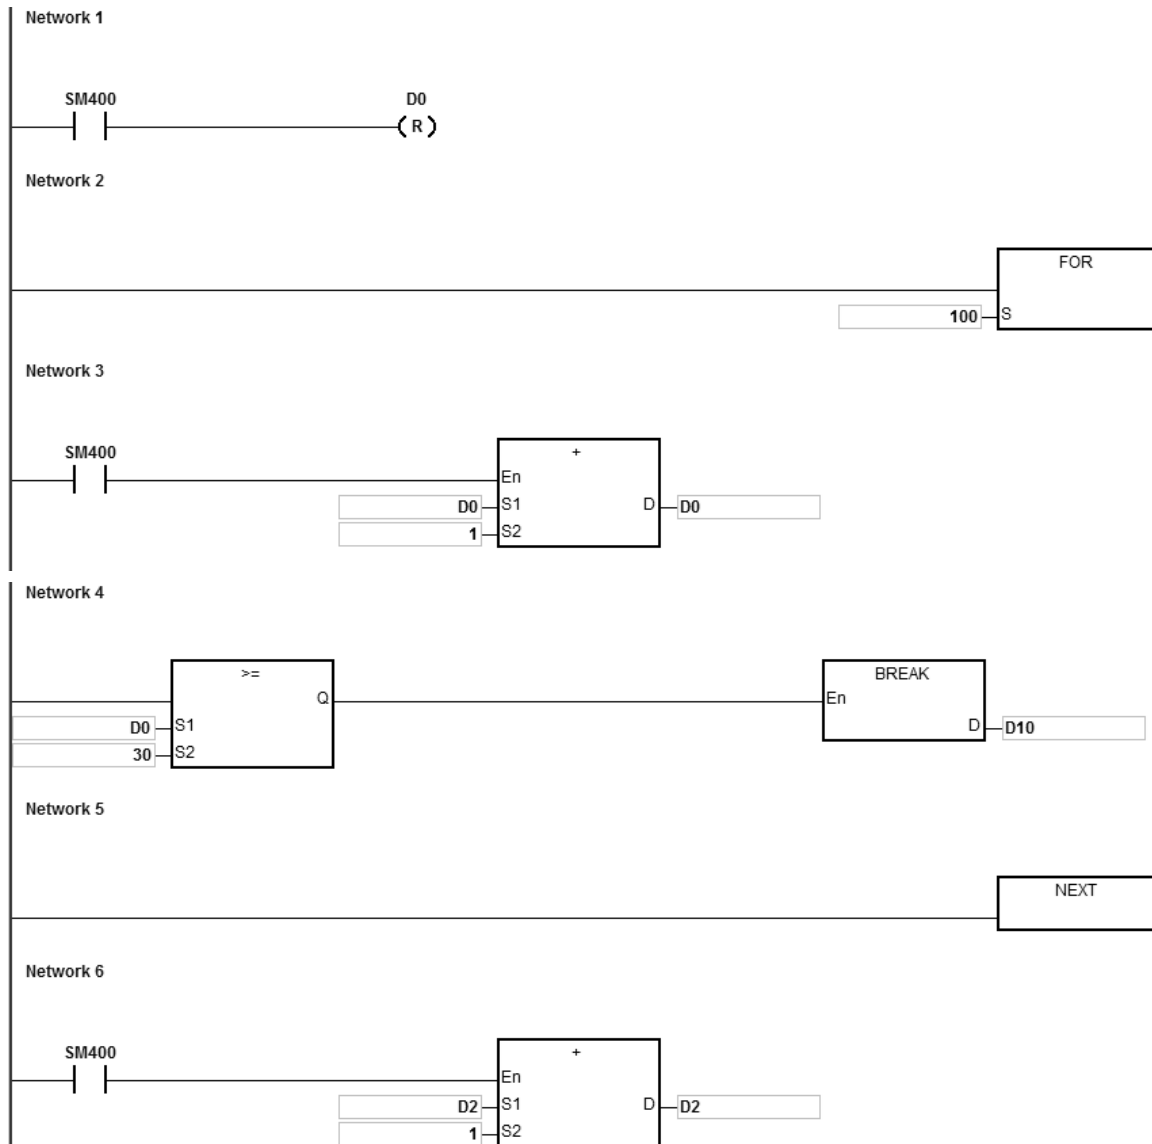 Network 1
SM400 D0
R
Network 2
FOR
100 S
Network 3
SM400 +
En
D0 S1 D D0
1 S2
Network 4
>= BREAK
Q En
D0 S1 D D10
30 S2
Network 5
NEXT
Network 6
SM400 +
En
D2 S1 D D2
1 S2